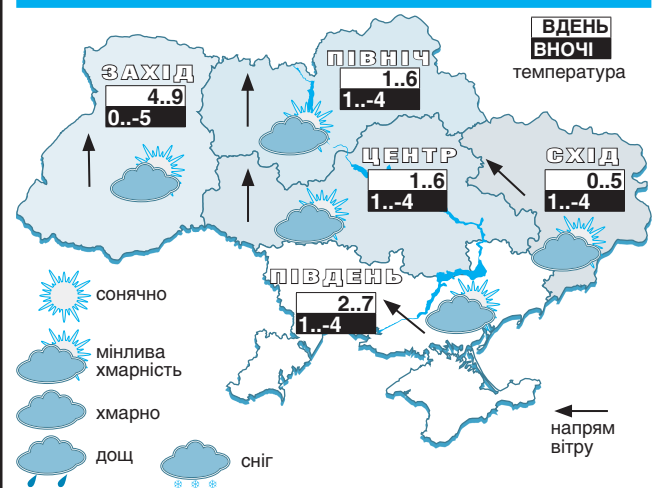 ВДЕНЬ
ВНОЧІ
температура
ПІВНІЧ
1..6
1..-4
ЗАХІД
4..9
0..-5
ЦЕНТР
1..6
1..-4
СХІД
0..5
1..-4
ПІВДЕНЬ
2..7
1..-4
сонячно
мінлива
хмарність
хмарно
дощ
сніг
напрям
вітру